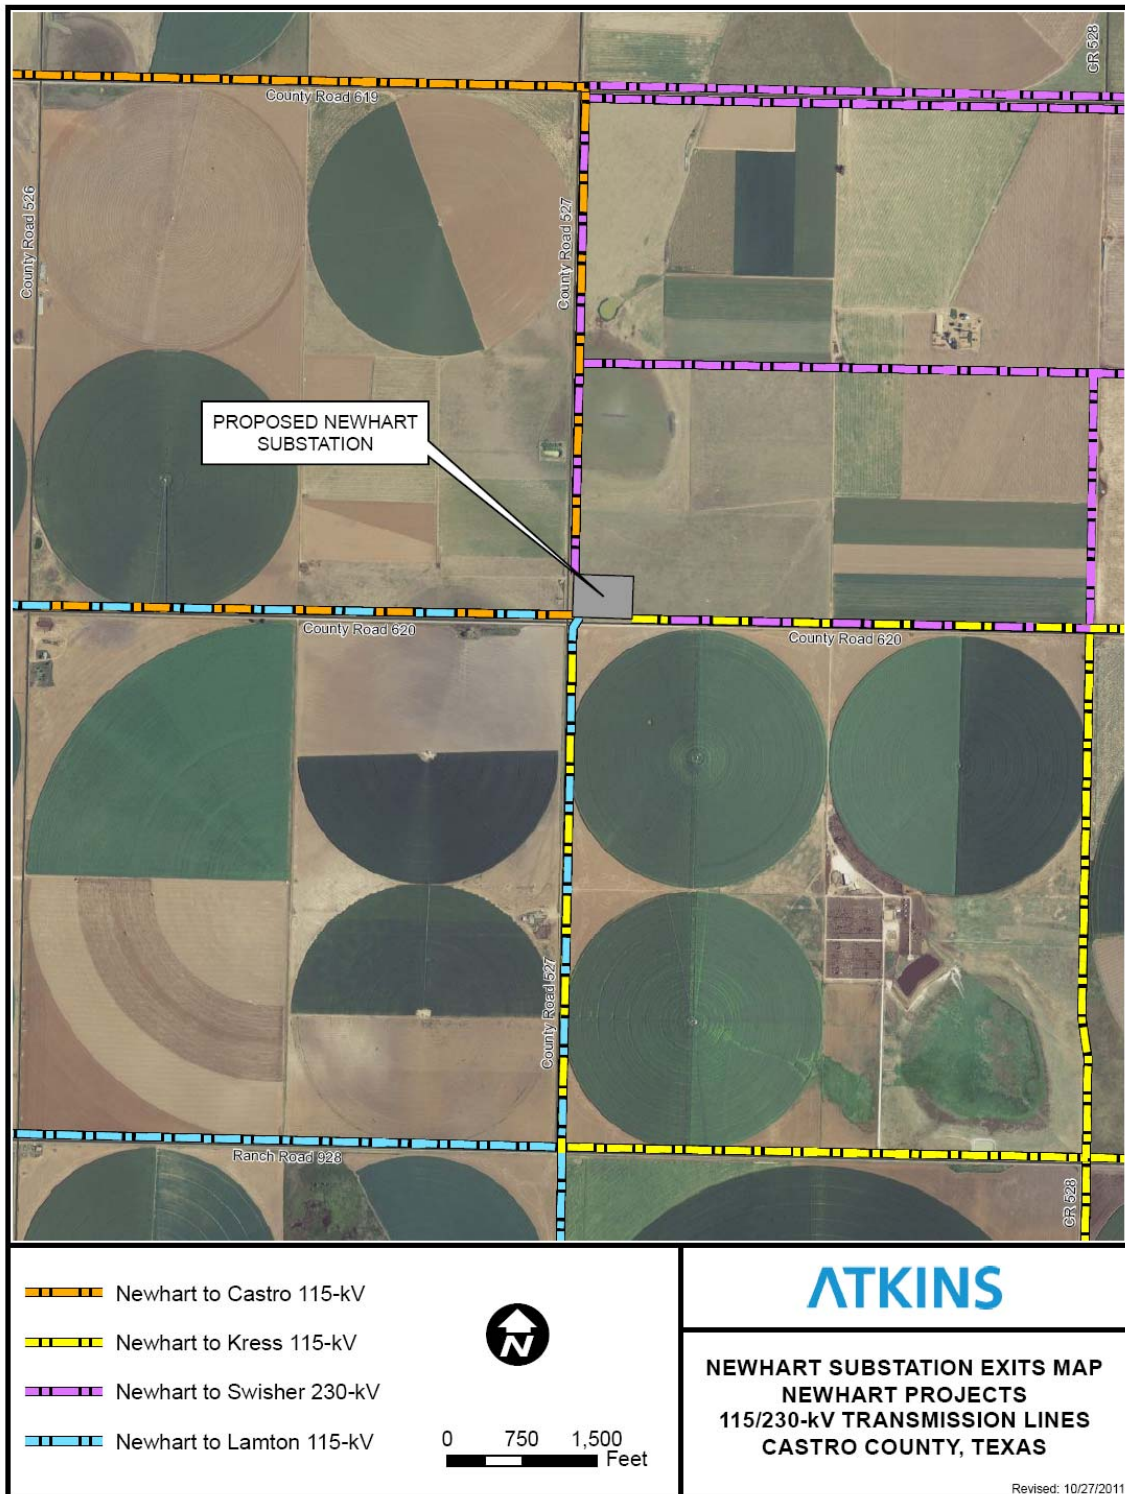 CR 528
County Road 619
County Road 526
County Road 527
PROPOSED NEWHART
SUBSTATION
County Road 620
County Road 620
County Road 527
Ranch Road 928
CR 528
Newhart to Castro 115-kV
Newhart to Kress 115-kV
Newhart to Swisher 230-kV
Newhart to Lamton 115-kV
N
0 750 1,500
Feet
ATKINS
NEWHART SUBSTATION EXITS MAP
NEWHART PROJECTS
115/230-kV TRANSMISSION LINES
CASTRO COUNTY, TEXAS
Revised: 10/27/2011